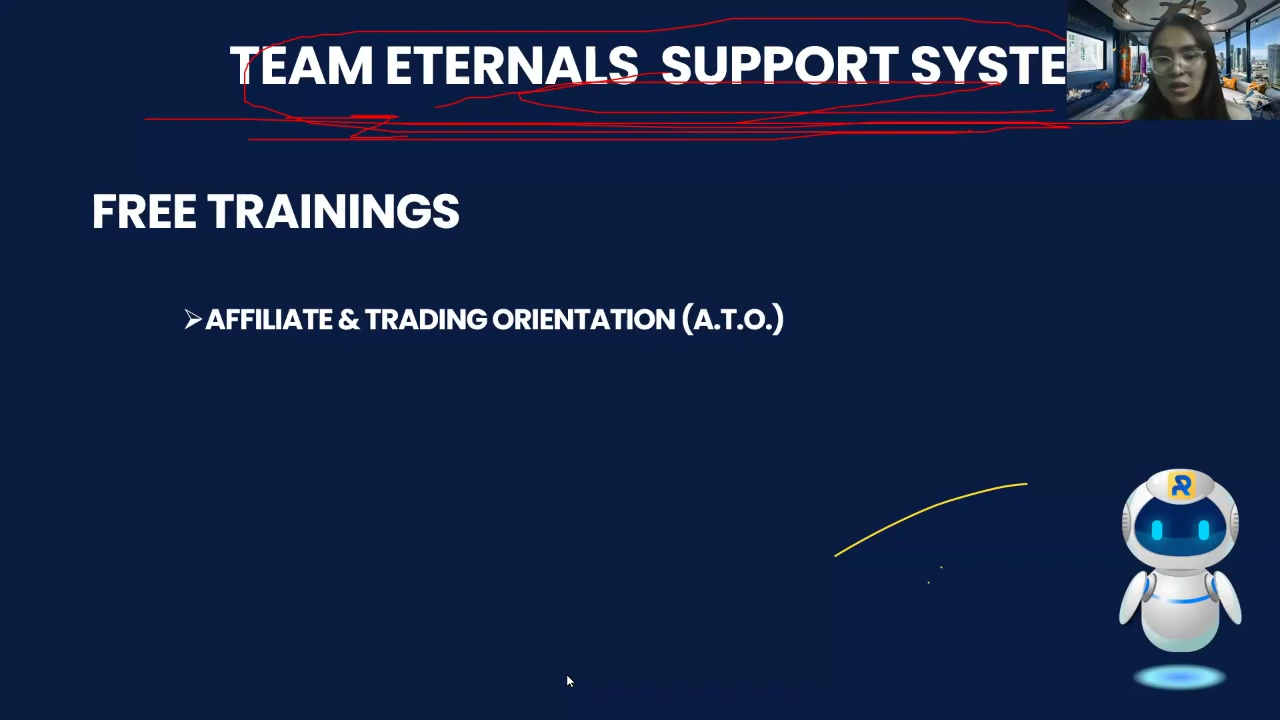 TEAM ETERNALS SUPPORT SYSTE
FREE TRAININGS
➢AFFILIATE & TRADING ORIENTATION (A.T.O.)